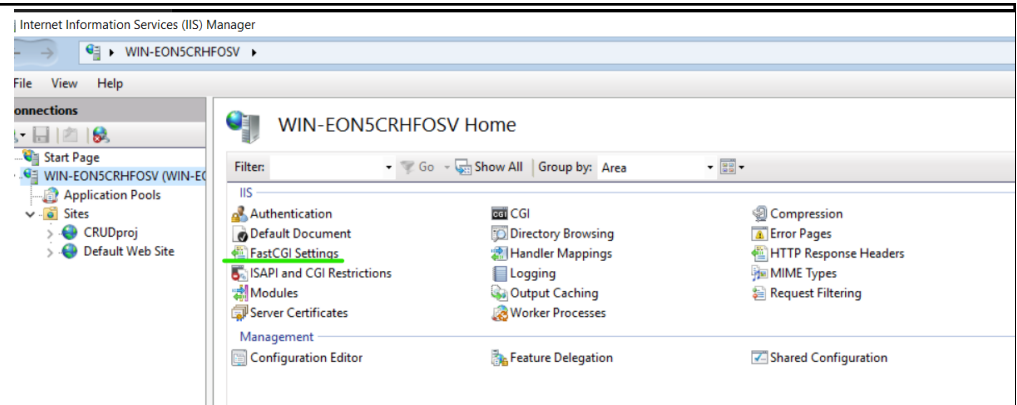 Internet Information Services (IIS) Manager
WIN-EON5CRHFOSV
File View Help
onnections
Start Page
WIN-EON5CRHFOSV (WIN-E
Application Pools
Sites
CRUDproj
Default Web Site
WIN-EON5CRHFOSV Home
Filter: Go Show All Group by: Area
IIS
Authentication CGI Compression
Default Document Directory Browsing Error Pages
FastCGI Settings Handler Mappings HTTP Response Headers
ISAPI and CGI Restrictions Logging MIME Types
Modules Output Caching Request Filtering
Server Certificates Worker Processes
Management
Configuration Editor Feature Delegation Shared Configuration